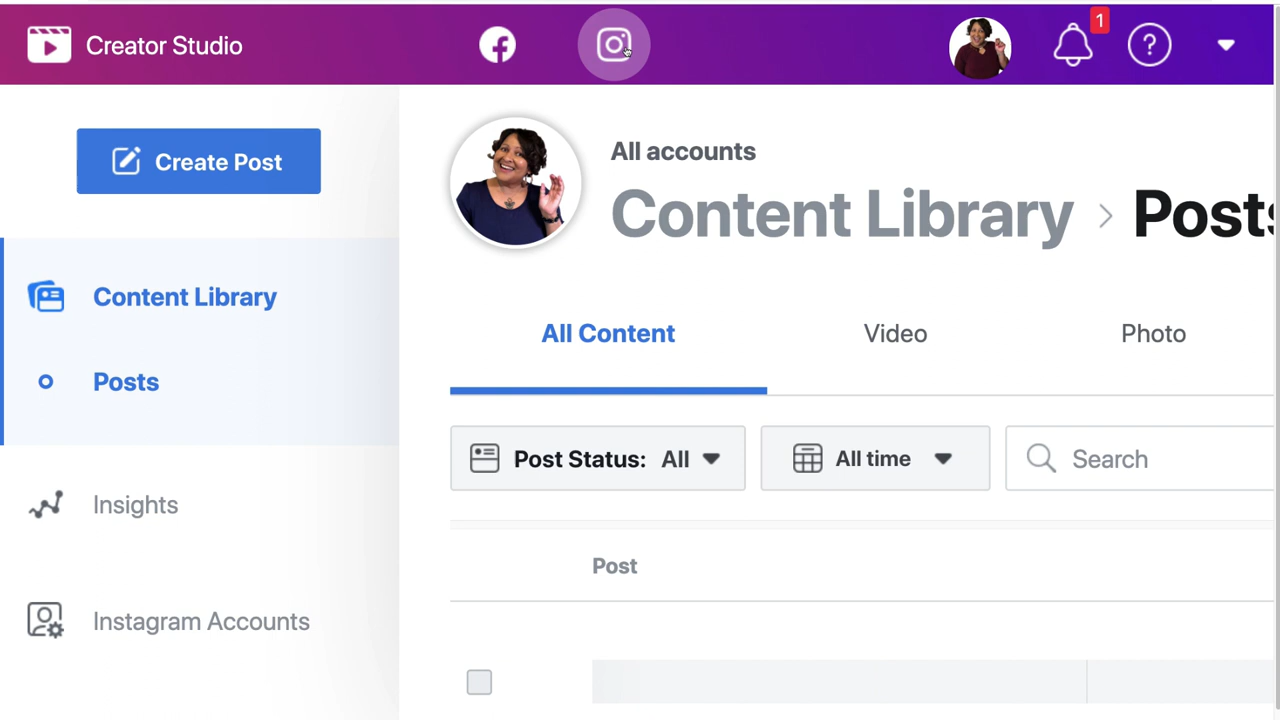 Creator Studio
1
?
Create Post
All accounts
Content Library > Posts
Content Library
Posts
Insights
Instagram Accounts
All Content
Video
Photo
Post Status: All
All time
Search
Post